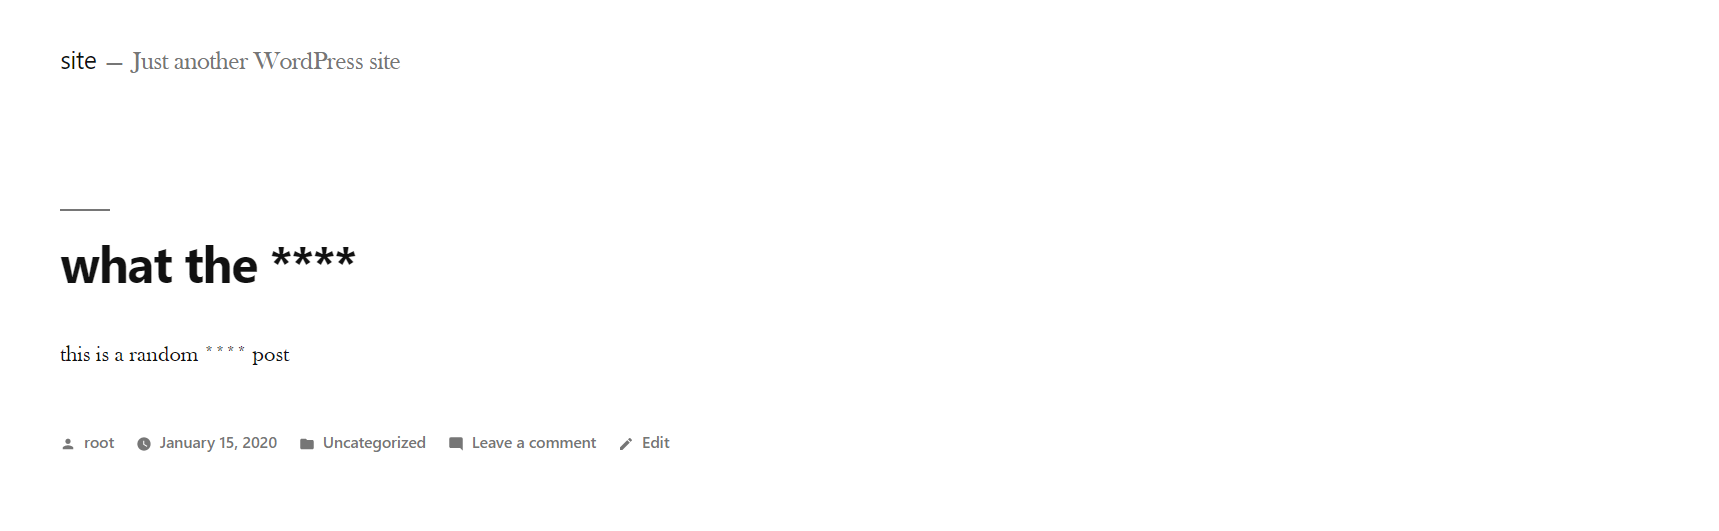 site — Just another WordPress site
what the ****
this is a random **** post
root January 15, 2020 Uncategorized Leave a comment Edit